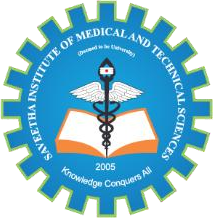 SAVEETHA INSTITUTE OF MEDICAL AND TECHNICAL SCIENCES
(Deemed to be University)
2005
Knowledge Conquers All